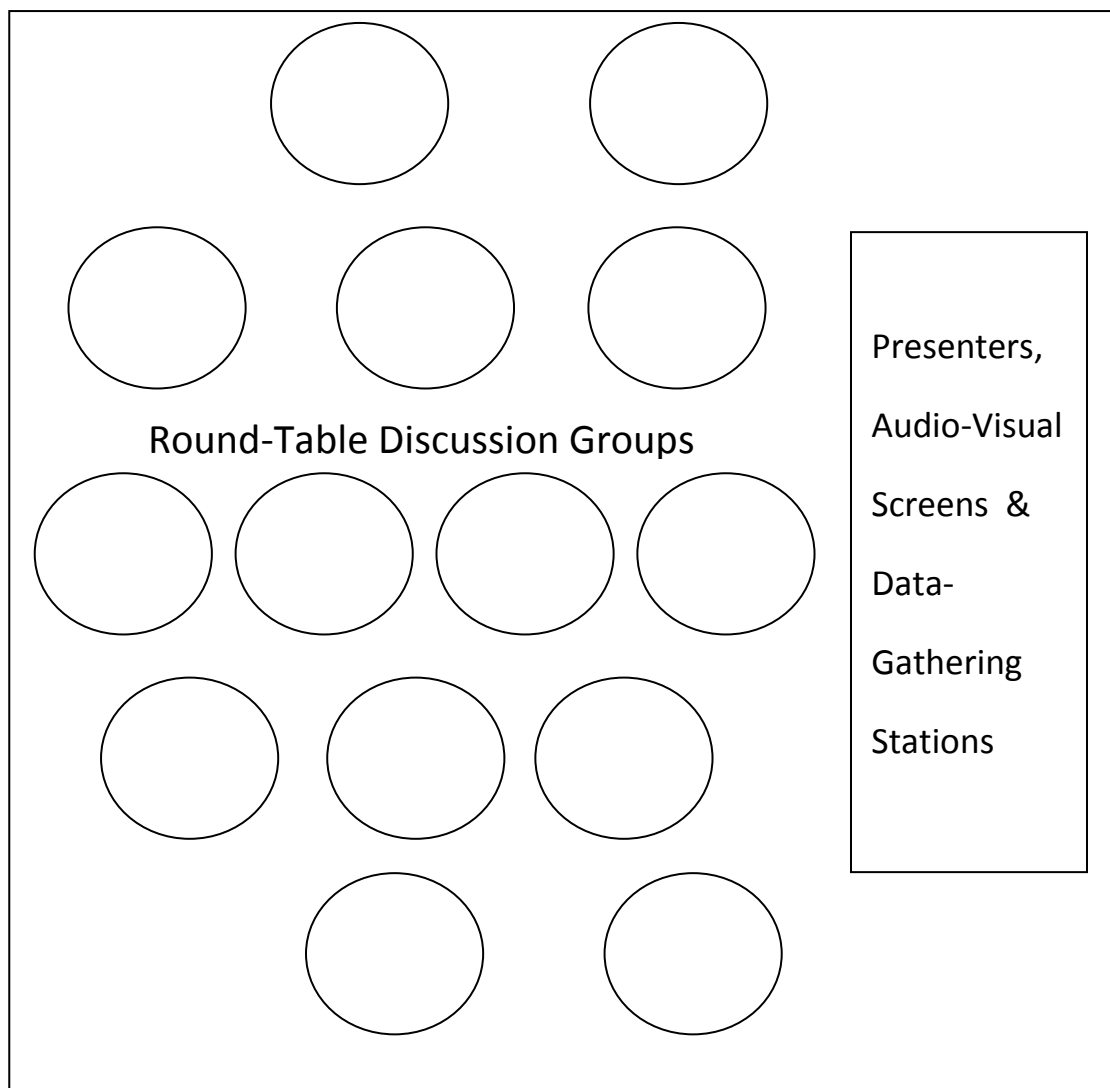 Round-Table Discussion Groups
Presenters,
Audio-Visual
Screens &
Data-
Gathering
Stations